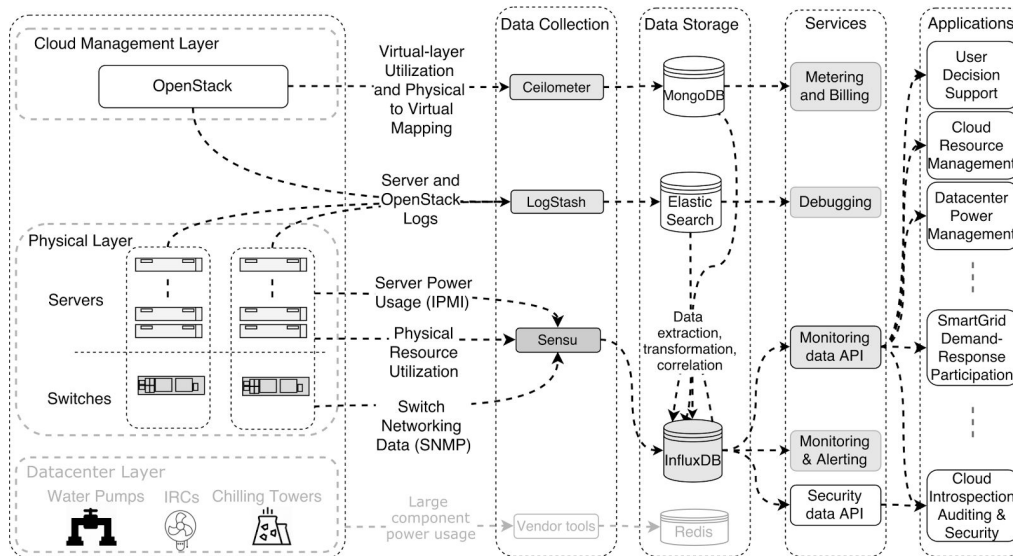 Cloud Management Layer
OpenStack
Physical Layer
Servers
Switches
Datacenter Layer
Water Pumps
IRCs
Chilling Towers
Virtual-layer
Utilization
and Physical
to Virtual
Mapping
Server and
OpenStack
Logs
Server Power
Usage (IPMI)
Physical
Resource
Utilization
Switch
Networking
Data (SNMP)
Large
component
power usage
Data Collection
Ceilometer
LogStash
Sensu
Vendor tools
Data Storage
MongoDB
Elastic
Search
Data
extraction,
transformation,
correlation
InfluxDB
Redis
Services
Metering
and Billing
Debugging
Monitoring
data API
Monitoring
& Alerting
Security
data API
Applications
User
Decision
Support
Cloud
Resource
Management
Datacenter
Power
Management
SmartGrid
Demand-
Response
Participation
Cloud
Introspection
Auditing &
Security